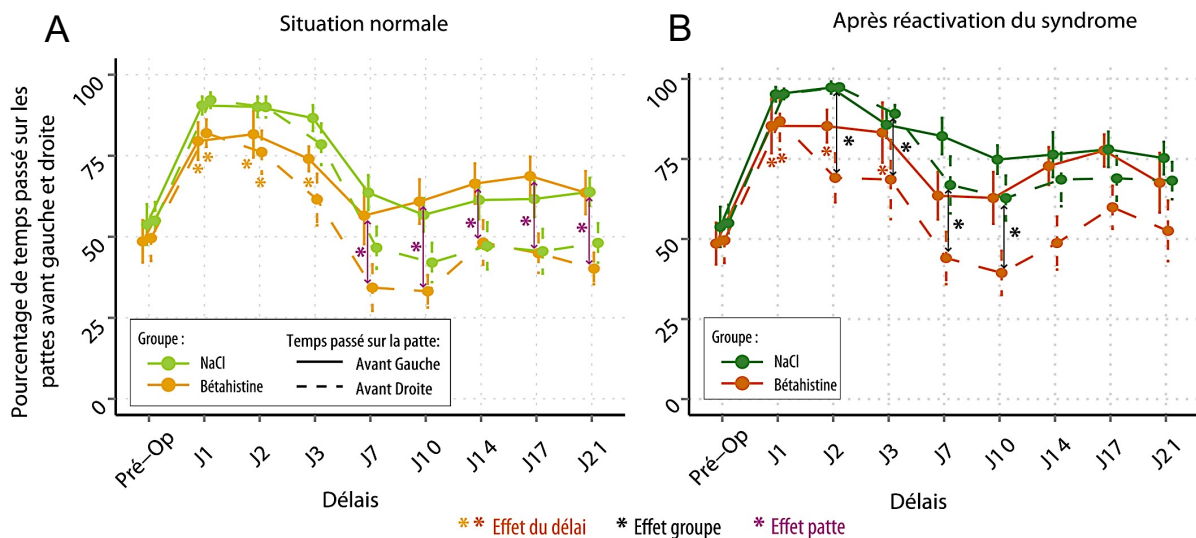 A
Situation normale
B
Après réactivation du syndrome
Pourcentage de temps passé sur les
pattes avant gauche et droite
100
75
50
25
0
Groupe :
NaCl
Bétahistine
Temps passé sur la patte:
Avant Gauche
Avant Droite
Pré–Op
J1
J2
J3
J7
J10
J14
J17
J21
Délais
100
75
50
25
0
Groupe :
NaCl
Bétahistine
Pré–Op
J1
J2
J3
J7
J10
J14
J17
J21
Délais
* * Effet du délai * Effet groupe * Effet patte